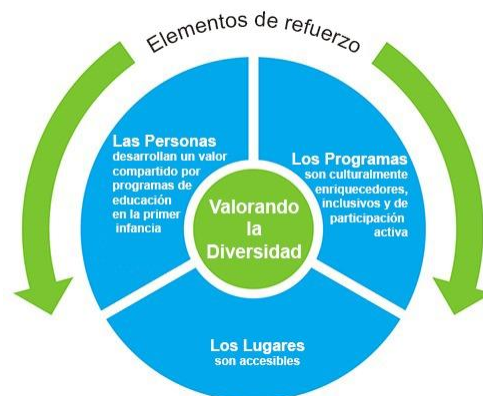 Elementos de refuerzo
Las Personas
desarrollan un valor
compartido por
programas de
educación
en la primer
infancia
Los Programas
son culturalmente
enriquecedores,
inclusivos y de
participación
activa
Valorando
la
Diversidad
Los Lugares
son accesibles